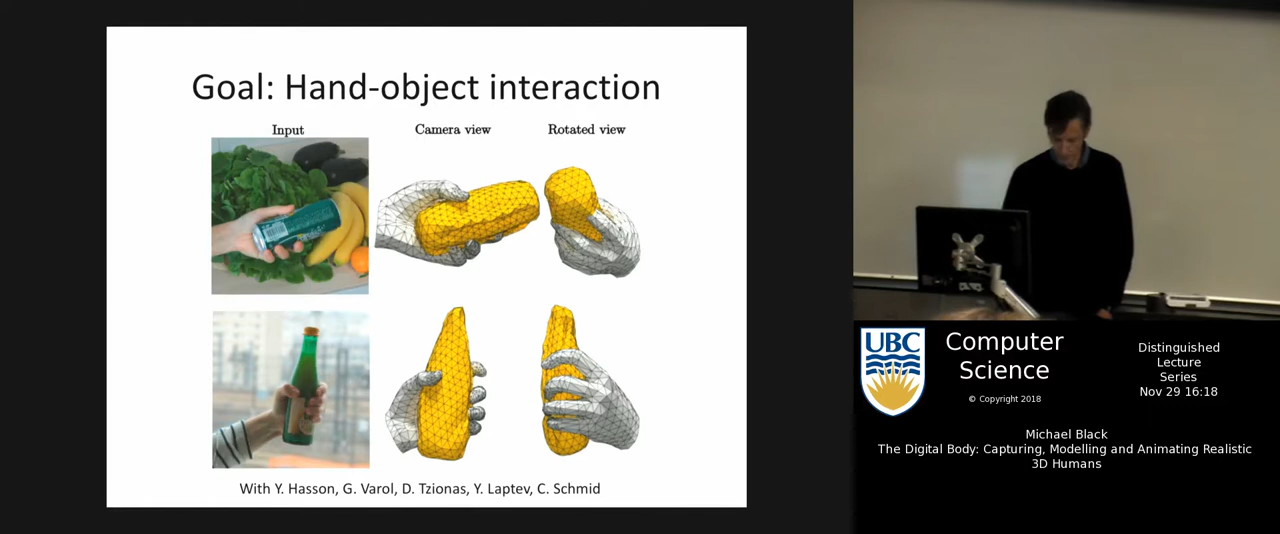 Goal: Hand-object interaction
Input
Camera view
Rotated view
With Y. Hasson, G. Varol, D. Tzionas, Y. Laptev, C. Schmid
UBC
Computer
Science
© Copyright 2018
Distinguished
Lecture
Series
Nov 29 16:18
Michael Black
The Digital Body: Capturing, Modelling and Animating Realistic
3D Humans